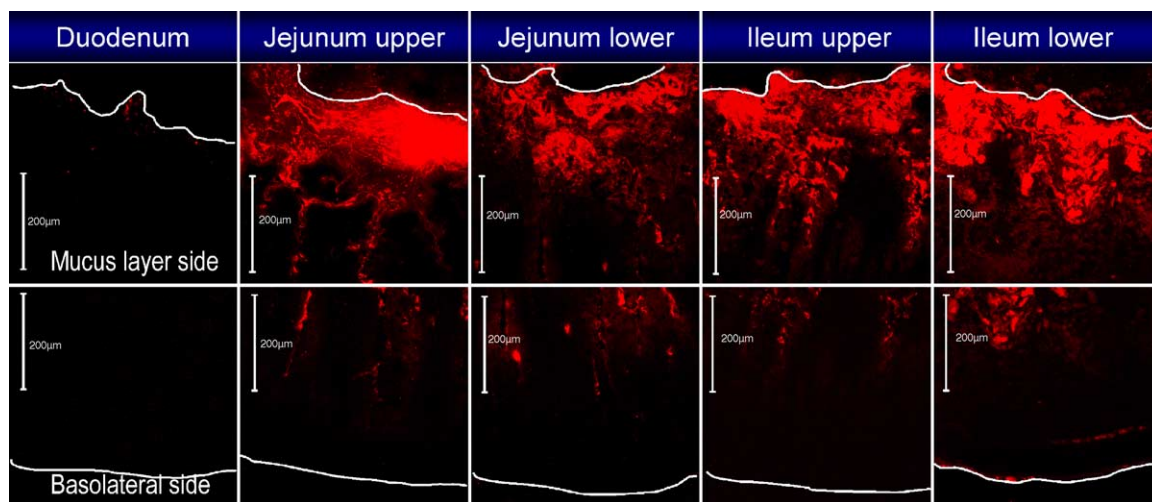 Duodenum
Jejunum upper
Jejunum lower
Ileum upper
Ileum lower
200µm
200µm
200µm
200µm
200µm
Mucus layer side
200µm
200µm
200µm
200µm
200µm
Basolateral side